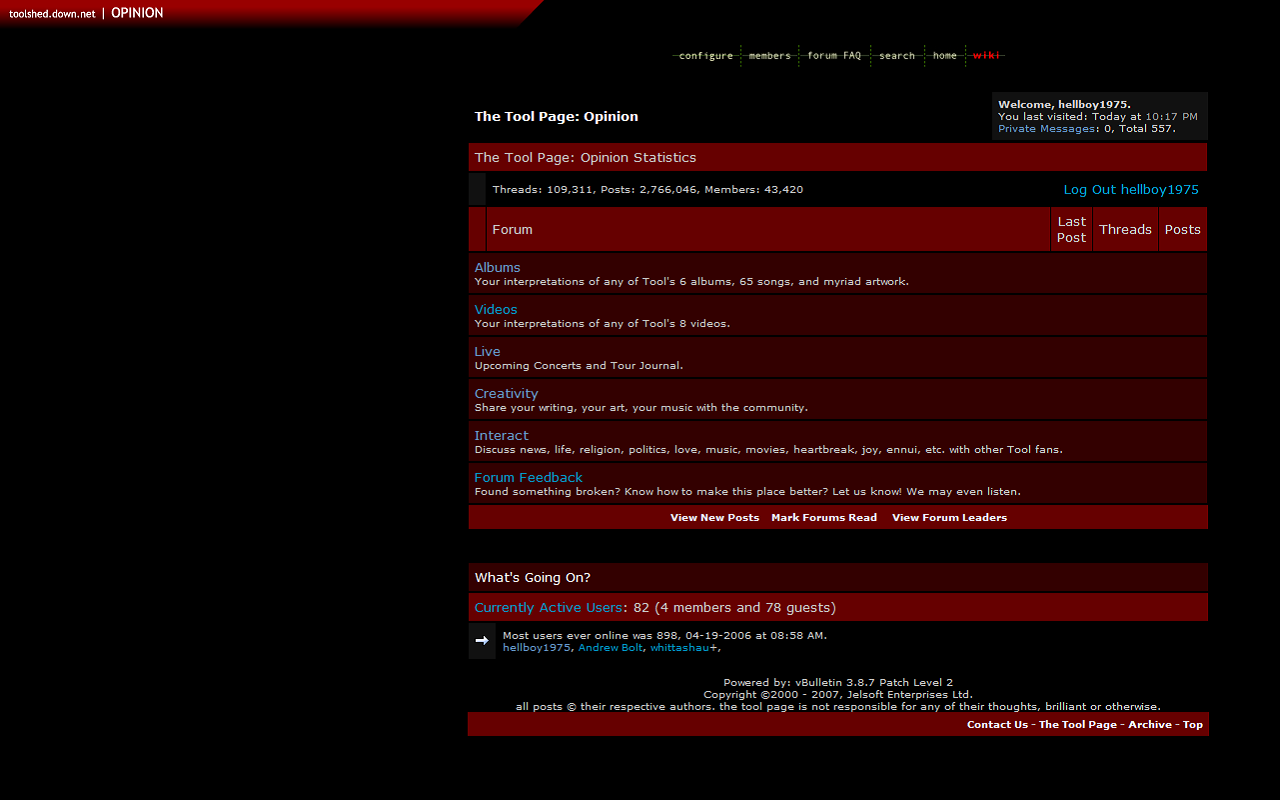 toolshed.down.net | OPINION
configure members forum FAQ search home wiki
The Tool Page: Opinion
Welcome, hellboy1975.
You last visited: Today at 10:17 PM
Private Messages: 0, Total 557.
The Tool Page: Opinion Statistics
Threads: 109,311, Posts: 2,766,046, Members: 43,420
Log Out hellboy1975
Forum
Last
Post
Threads
Posts
Albums
Your interpretations of any of Tool's 6 albums, 65 songs, and myriad artwork.
Videos
Your interpretations of any of Tool's 8 videos.
Live
Upcoming Concerts and Tour Journal.
Creativity
Share your writing, your art, your music with the community.
Interact
Discuss news, life, religion, politics, love, music, movies, heartbreak, joy, ennui, etc. with other Tool fans.
Forum Feedback
Found something broken? Know how to make this place better? Let us know! We may even listen.
View New Posts Mark Forums Read View Forum Leaders
What's Going On?
Currently Active Users: 82 (4 members and 78 guests)
Most users ever online was 898, 04-19-2006 at 08:58 AM.
hellboy1975, Andrew Bolt, whittashau+,
Powered by: vBulletin 3.8.7 Patch Level 2
Copyright ©2000 - 2007, Jelsoft Enterprises Ltd.
all posts © their respective authors. the tool page is not responsible for any of their thoughts, brilliant or otherwise.
Contact Us - The Tool Page - Archive - Top